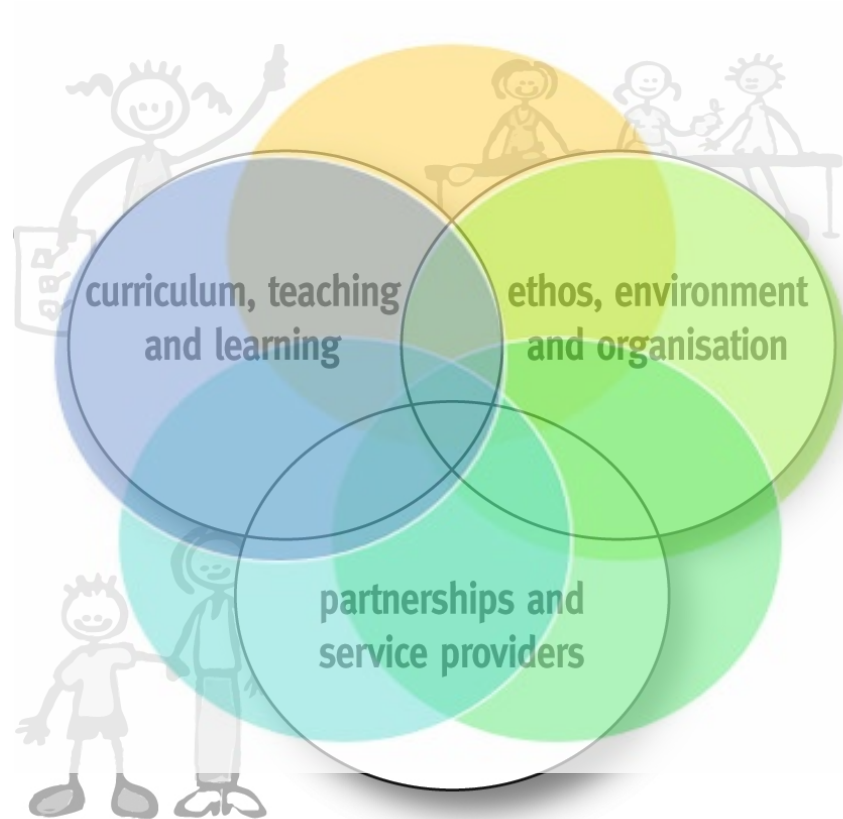 curriculum, teaching
and learning
ethos, environment
and organisation
partnerships and
service providers